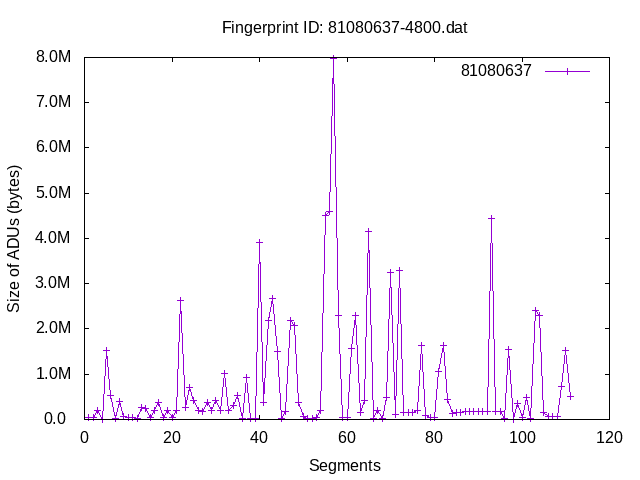 Fingerprint ID: 81080637-4800.dat
81080637
Size of ADUs (bytes)
8.0M
7.0M
6.0M
5.0M
4.0M
3.0M
2.0M
1.0M
0.0
0 20 40 60 80 100 120
Segments